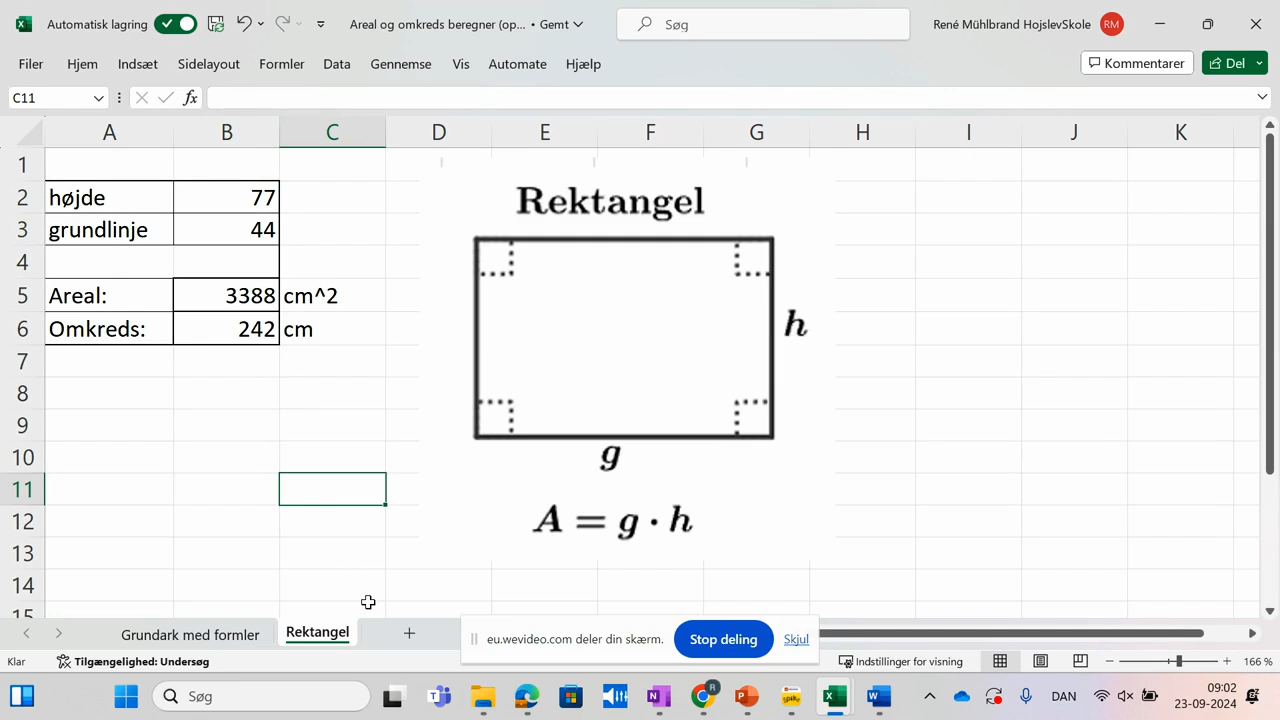 Automatisk lagring
Areal og omkreds beregner (op... • Gemt
Søg
René Mühlbrand HojslevSkole
RM
Filer Hjem Indsæt Sidelayout Formler Data Gennemse Vis Automate Hjælp
Kommentarer
Del
C11
fx
A B C D E F G H I J K
1
2 højde 77
3 grundlinje 44
4
5 Areal: 3388 cm^2
6 Omkreds: 242 cm
7
8
9
10
11
12
13
14
15
Rektangel
h
g
A = g · h
Grundark med formler
Rektangel
eu.wevideo.com deler din skærm.
Stop deling
Skjul
Klar
Tilgængelighed: Undersøg
Indstillinger for visning
166 %
Søg
R
DAN
09:02
23-09-2024